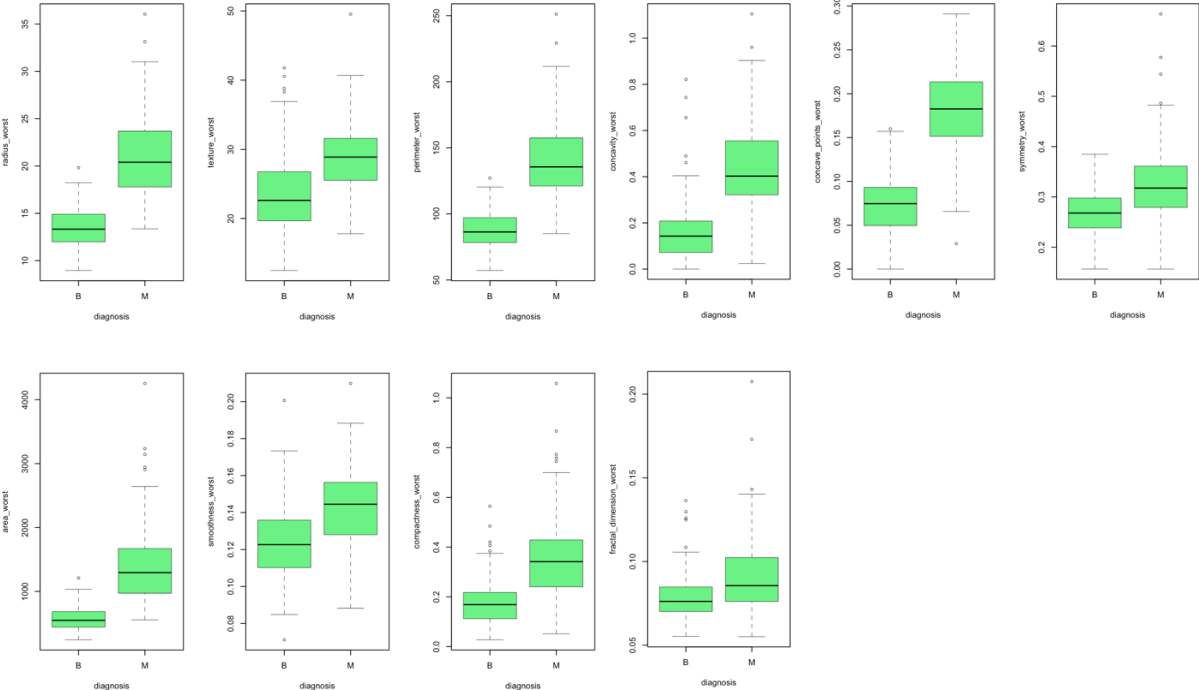 radius_worst
10
15
20
25
30
35
B
M
diagnosis
texture_worst
20
30
40
50
B
M
diagnosis
perimeter_worst
50
100
150
200
250
B
M
diagnosis
concavity_worst
0.0
0.2
0.4
0.6
0.8
1.0
B
M
diagnosis
concave_points_worst
0.00
0.05
0.10
0.15
0.20
0.25
0.30
B
M
diagnosis
symmetry_worst
0.2
0.3
0.4
0.5
0.6
B
M
diagnosis
area_worst
1000
2000
3000
4000
B
M
diagnosis
smoothness_worst
0.08
0.10
0.12
0.14
0.16
0.18
0.20
B
M
diagnosis
compactness_worst
0.0
0.2
0.4
0.6
0.8
1.0
B
M
diagnosis
fractal_dimension_worst
0.05
0.10
0.15
0.20
B
M
diagnosis